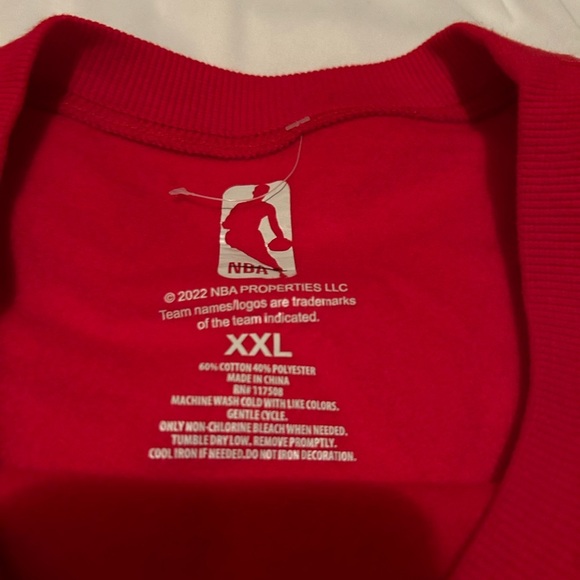 NBA
© 2022 NBA PROPERTIES LLC
Team names/logos are trademarks
of the team indicated.
XXL
60% COTTON 40% POLYESTER
MADE IN CHINA
RN# 117508
MACHINE WASH COLD WITH LIKE COLORS.
GENTLE CYCLE.
ONLY NON-CHLORINE BLEACH WHEN NEEDED.
TUMBLE DRY LOW. REMOVE PROMPTLY.
COOL IRON IF NEEDED.DO NOT IRON DECORATION.